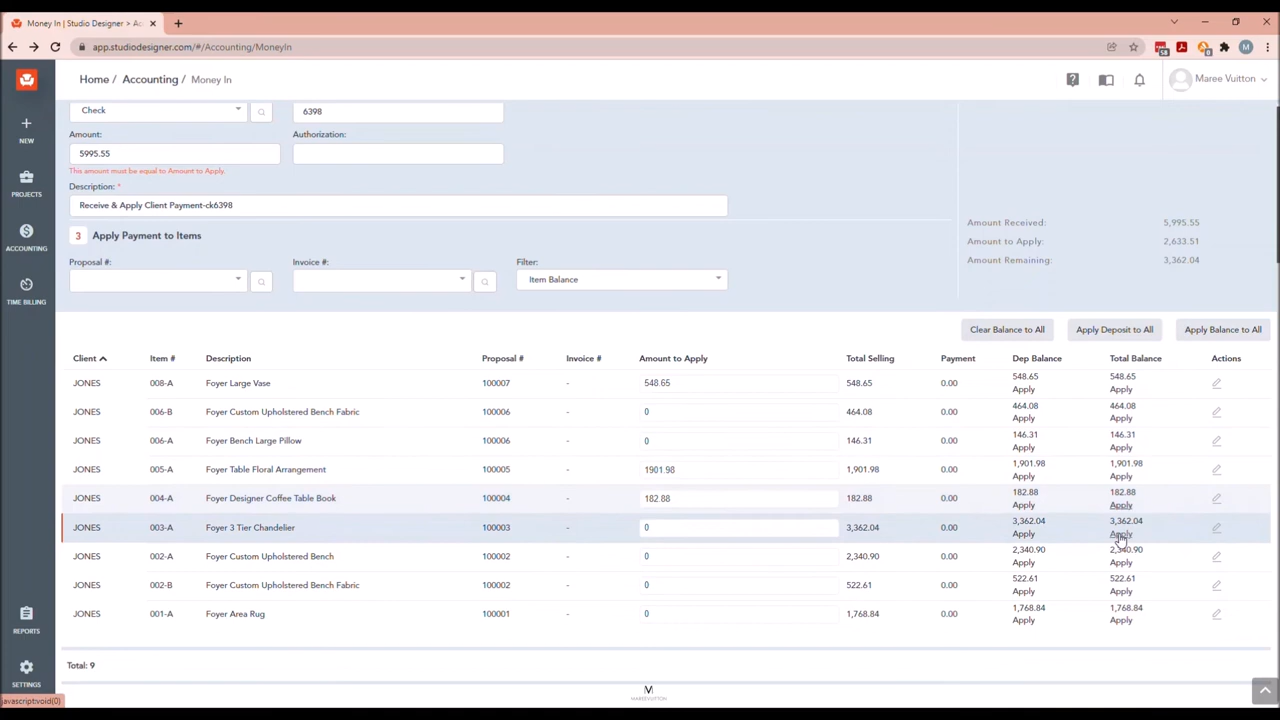 Money In | Studio Designer > Ac
app.studiodesigner.com/#/Accounting/MoneyIn
58
0
M
Home / Accounting / Money In
Maree Vuitton
NEW
PROJECTS
ACCOUNTING
TIME BILLING
REPORTS
SETTINGS
Check
6398
Amount:
Authorization:
5995.55
This amount must be equal to Amount to Apply.
Description: *
Receive & Apply Client Payment-ck6398
Amount Received: 5,995.55
Amount to Apply: 2,633.51
Amount Remaining: 3,362.04
3 Apply Payment to Items
Proposal #:
Invoice #:
Filter:
Item Balance
Clear Balance to All
Apply Deposit to All
Apply Balance to All
Client Item # Description Proposal # Invoice # Amount to Apply Total Selling Payment Dep Balance Total Balance Actions
JONES 008-A Foyer Large Vase 100007 - 548.65 548.65 0.00 548.65 548.65
Apply Apply
JONES 006-B Foyer Custom Upholstered Bench Fabric 100006 - 0 464.08 0.00 464.08 464.08
Apply Apply
JONES 006-A Foyer Bench Large Pillow 100006 - 0 146.31 0.00 146.31 146.31
Apply Apply
JONES 005-A Foyer Table Floral Arrangement 100005 - 1901.98 1,901.98 0.00 1,901.98 1,901.98
Apply Apply
JONES 004-A Foyer Designer Coffee Table Book 100004 - 182.88 182.88 0.00 182.88 182.88
Apply Apply
JONES 003-A Foyer 3 Tier Chandelier 100003 - 0 3,362.04 0.00 3,362.04 3,362.04
Apply Apply
JONES 002-A Foyer Custom Upholstered Bench 100002 - 0 2,340.90 0.00 2,340.90 2,340.90
Apply Apply
JONES 002-B Foyer Custom Upholstered Bench Fabric 100002 - 0 522.61 0.00 522.61 522.61
Apply Apply
JONES 001-A Foyer Area Rug 100001 - 0 1,768.84 0.00 1,768.84 1,768.84
Apply Apply
Total: 9
MAREE VUITTON
javascript:void(0)